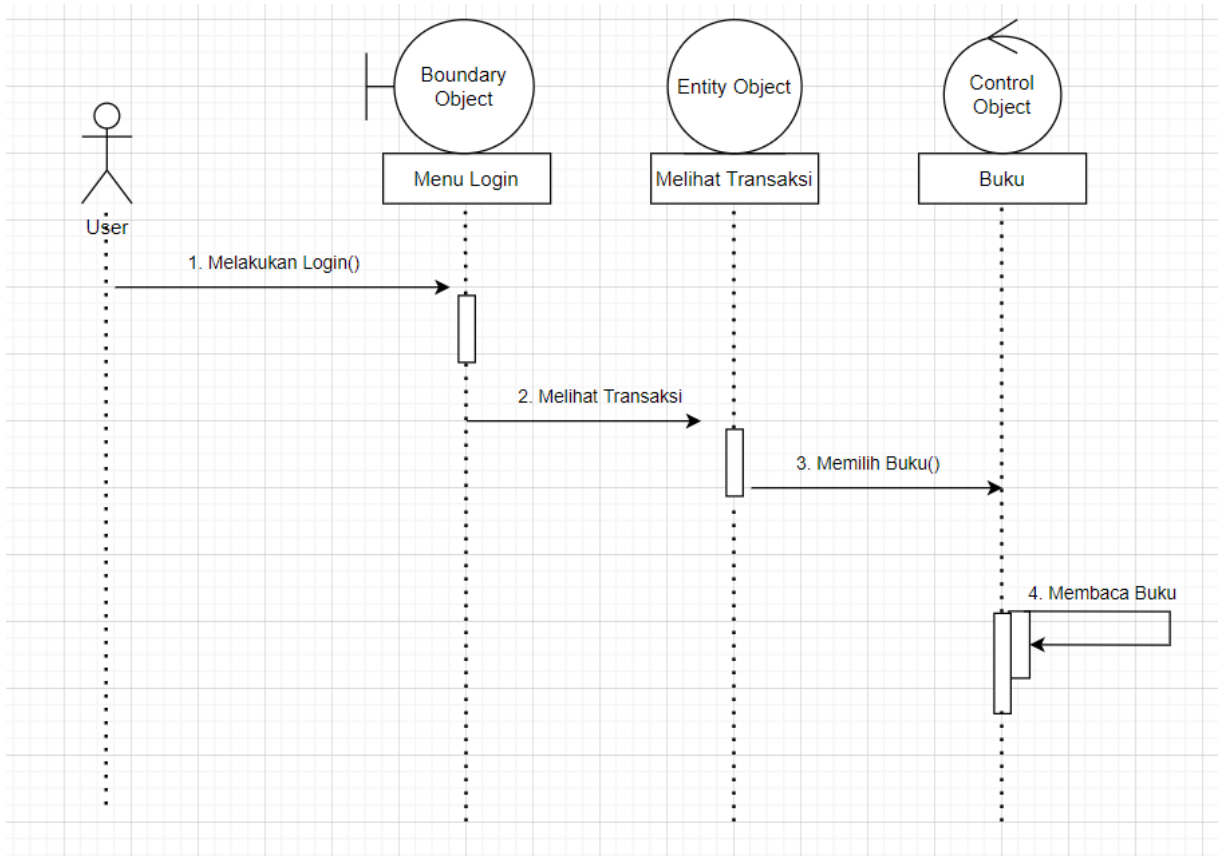 Boundary
Object
Entity Object
Control
Object
Menu Login
Melihat Transaksi
Buku
User
1. Melakukan Login()
2. Melihat Transaksi
3. Memilih Buku()
4. Membaca Buku